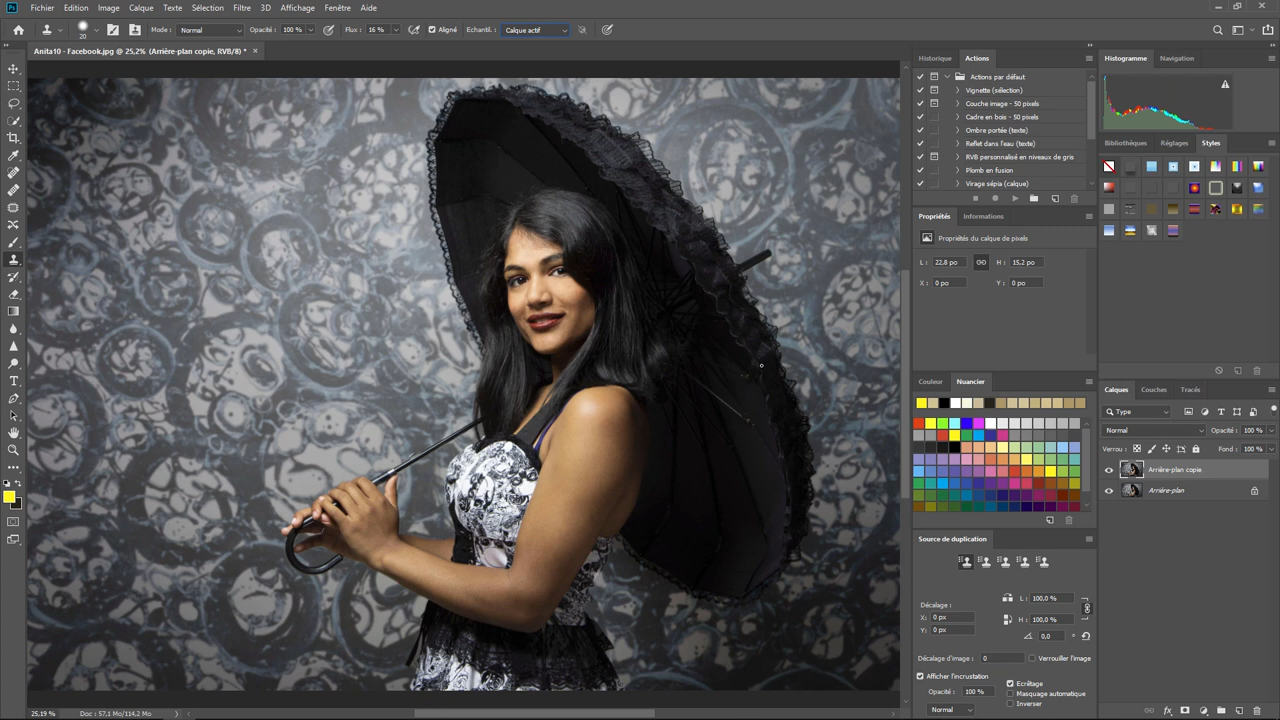 Ps Fichier Edition Image Calque Texte Sélection Filtre 3D Affichage Fenêtre Aide
20 Mode : Normal Opacité : 100 % Flux : 16 % Aligné Echantil. : Calque actif
Anita10 - Facebook.jpg @ 25,2% (Arrière-plan copie, RVB/8) * ×
Historique Actions
Actions par défaut
Vignette (sélection)
Couche image - 50 pixels
Cadre en bois - 50 pixels
Ombre portée (texte)
Reflet dans l'eau (texte)
RVB personnalisé en niveaux de gris
Plomb en fusion
Virage sépia (calque)
Propriétés Informations
Propriétés du calque de pixels
L : 22,8 po H : 15,2 po
X : 0 po Y : 0 po
Couleur Nuancier
Source de duplication
L : 100,0 %
Décalage :
X: 0 px
H : 100,0 %
Y: 0 px
0,0 °
Décalage d'image : 0 Verrouiller l'image
Afficher l'incrustation
Opacité : 100 %
Ecrêtage
Masquage automatique
Inverser
Normal
Histogramme Navigation
Bibliothèques Réglages Styles
Calques Couches Tracés
Type
Normal Opacité : 100 %
Verrou : Fond : 100 %
Arrière-plan copie
Arrière-plan
fx
25,19 % Doc : 57,1 Mo/114,2 Mo